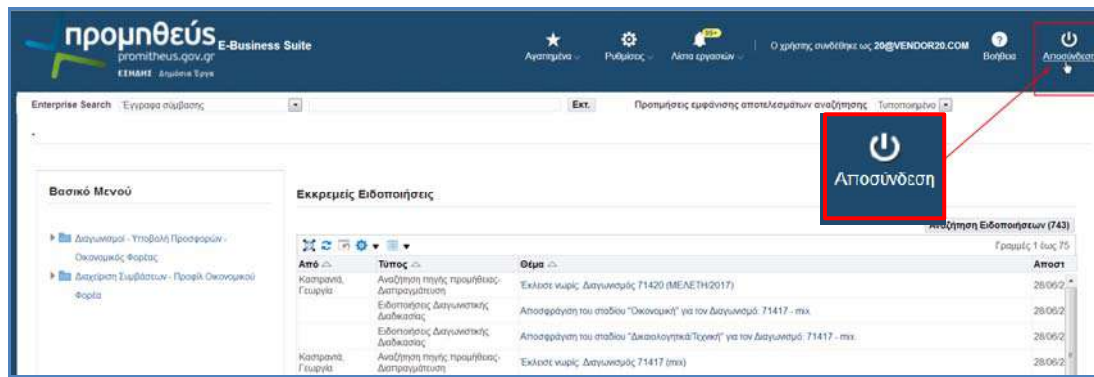 προμηθεύς E-Business Suite
promitheus.gov.gr
ΕΣΗΔΗΣ Δημόσια Έργα
Αγαπημένα
Ρυθμίσεις
Λίστα εργασιών
Ο χρήστης συνδέθηκε ως 20@VENDOR20.COM
Βοήθεια
Αποσύνδεση
Enterprise Search Έγγραφα σύμβασης Εκτ. Προτιμήσεις εμφάνισης αποτελεσμάτων αναζήτησης Τυποποιημένο
Αποσύνδεση
Βασικό Μενού
Διαγωνισμοί - Υποβολή Προσφορών - Οικονομικός Φορέας
Διαχείριση Συμβάσεων - Προφίλ Οικονομικού Φορέα
Εκκρεμείς Ειδοποιήσεις
Αναζήτηση Ειδοποιήσεων (743)
Γραμμές 1 έως 75
Από Τύπος Θέμα Αποστ
Καστρανιά, Γεωργία Αναζήτηση πηγής προμήθειας-Διαπραγμάτευση Έκλεισε νωρίς: Διαγωνισμός 71420 (ΜΕΛΕΤΗ/2017) 28/06/2
Ειδοποιήσεις Διαγωνιστικής Διαδικασίας Αποσφράγιση του σταδίου "Οικονομική" για τον Διαγωνισμό: 71417 - mix. 28/06/2
Ειδοποιήσεις Διαγωνιστικής Διαδικασίας Αποσφράγιση του σταδίου "Δικαιολογητικά/Τεχνική" για τον Διαγωνισμό: 71417 - mix. 28/06/2
Καστρανιά, Γεωργία Αναζήτηση πηγής προμήθειας-Διαπραγμάτευση Έκλεισε νωρίς: Διαγωνισμός 71417 (mix) 28/06/2